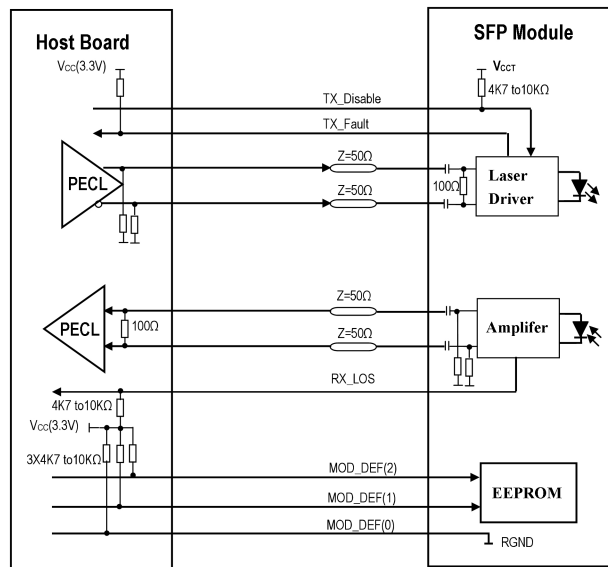 Host Board
SFP Module
Vcc(3.3V)
VCCT
4K7 to10KΩ
TX_Disable
TX_Fault
PECL
Z=50Ω
Z=50Ω
100Ω
Laser
Driver
PECL
100Ω
Z=50Ω
Z=50Ω
Amplifer
RX_LOS
4K7 to10KΩ
Vcc(3.3V)
3X4K7 to10KΩ
MOD_DEF(2)
MOD_DEF(1)
MOD_DEF(0)
EEPROM
RGND